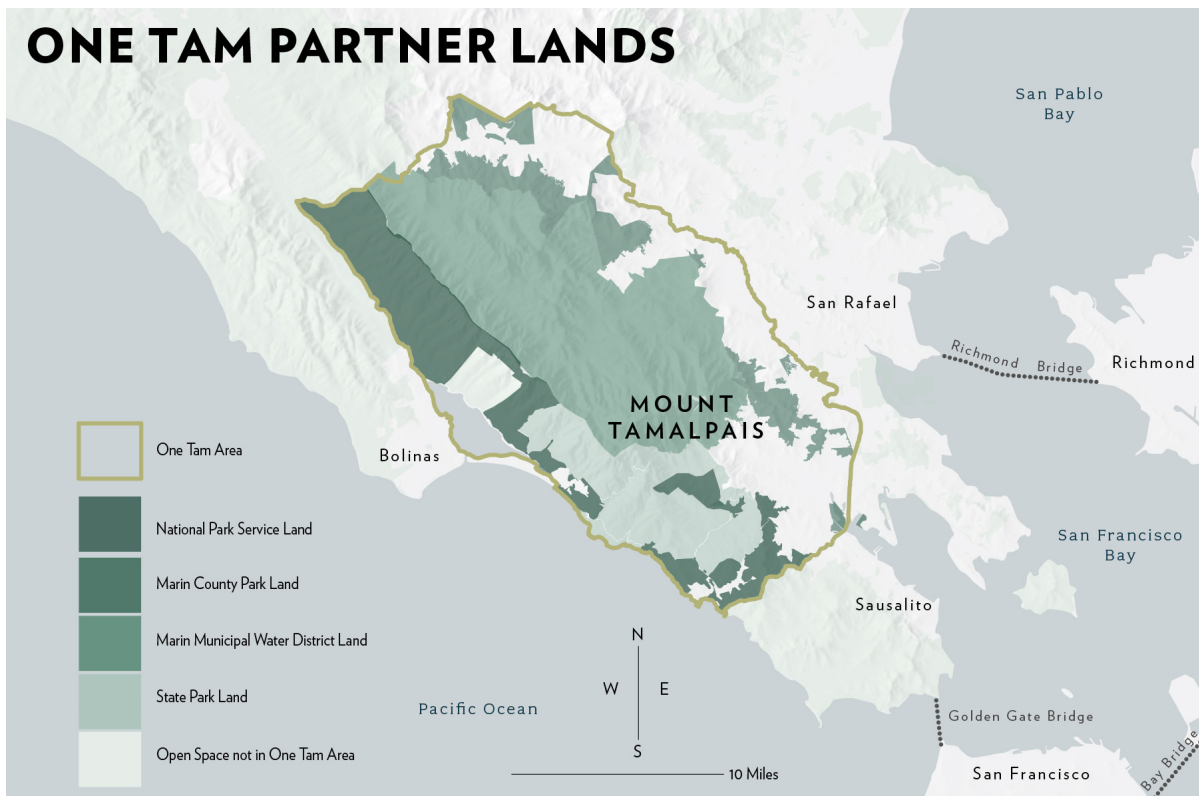 ONE TAM PARTNER LANDS
San Pablo
Bay
San Rafael
Richmond Bridge
Richmond
MOUNT
TAMALPAIS
Bolinas
One Tam Area
National Park Service Land
Marin County Park Land
Marin Municipal Water District Land
State Park Land
Open Space not in One Tam Area
San Francisco
Bay
Sausalito
N
W E
S
Pacific Ocean
Golden Gate Bridge
10 Miles
San Francisco
Bay Bridge